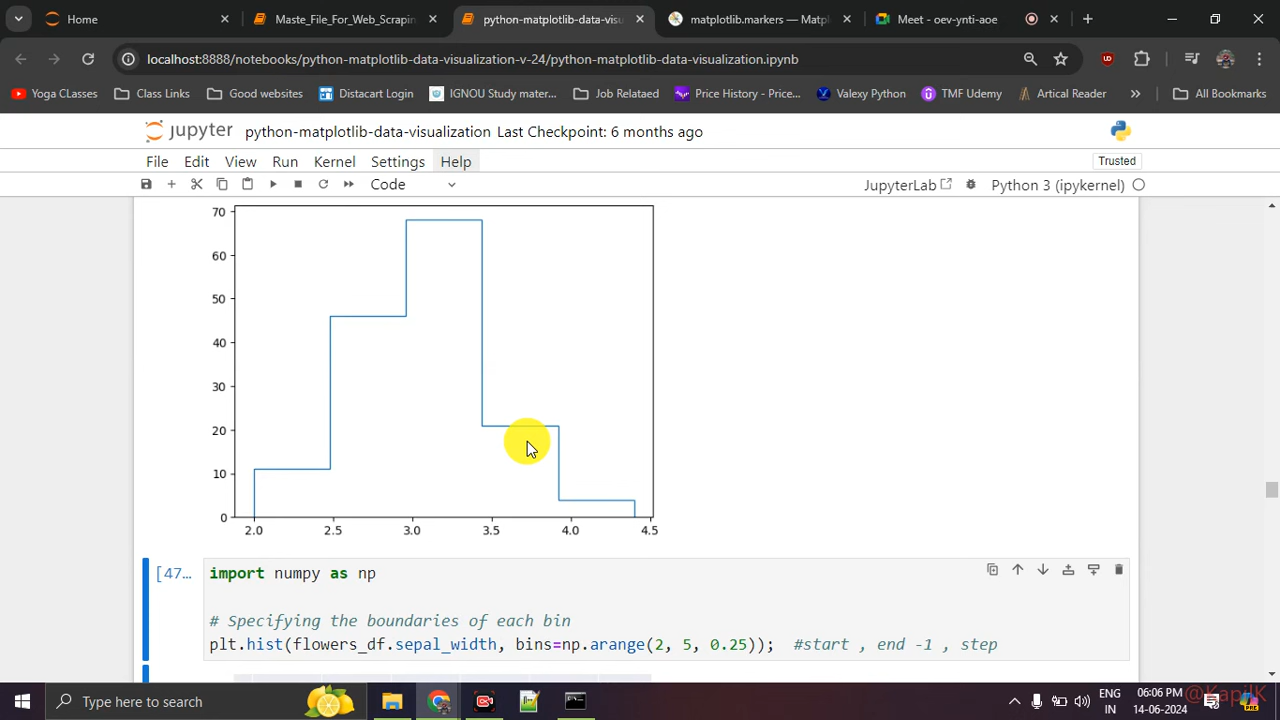 Home
Maste_File_For_Web_Scrapin
python-matplotlib-data-visu
matplotlib.markers — Matpl
Meet - oev-ynti-aoe
localhost:8888/notebooks/python-matplotlib-data-visualization-v-24/python-matplotlib-data-visualization.ipynb
Yoga CLasses
Class Links
Good websites
Distacart Login
IGNOU Study mater...
Job Relataed
Price History - Price...
Valexy Python
TMF Udemy
Artical Reader
»
All Bookmarks
jupyter python-matplotlib-data-visualization Last Checkpoint: 6 months ago
File Edit View Run Kernel Settings Help
Trusted
Code
JupyterLab
Python 3 (ipykernel)
70
60
50
40
30
20
10
0
2.0 2.5 3.0 3.5 4.0 4.5
[47...
import numpy as np
# Specifying the boundaries of each bin
plt.hist(flowers_df.sepal_width, bins=np.arange(2, 5, 0.25)); #start , end -1 , step
Type here to search
ENG
IN
06:06 PM
14-06-2024
@KapilK
PRE